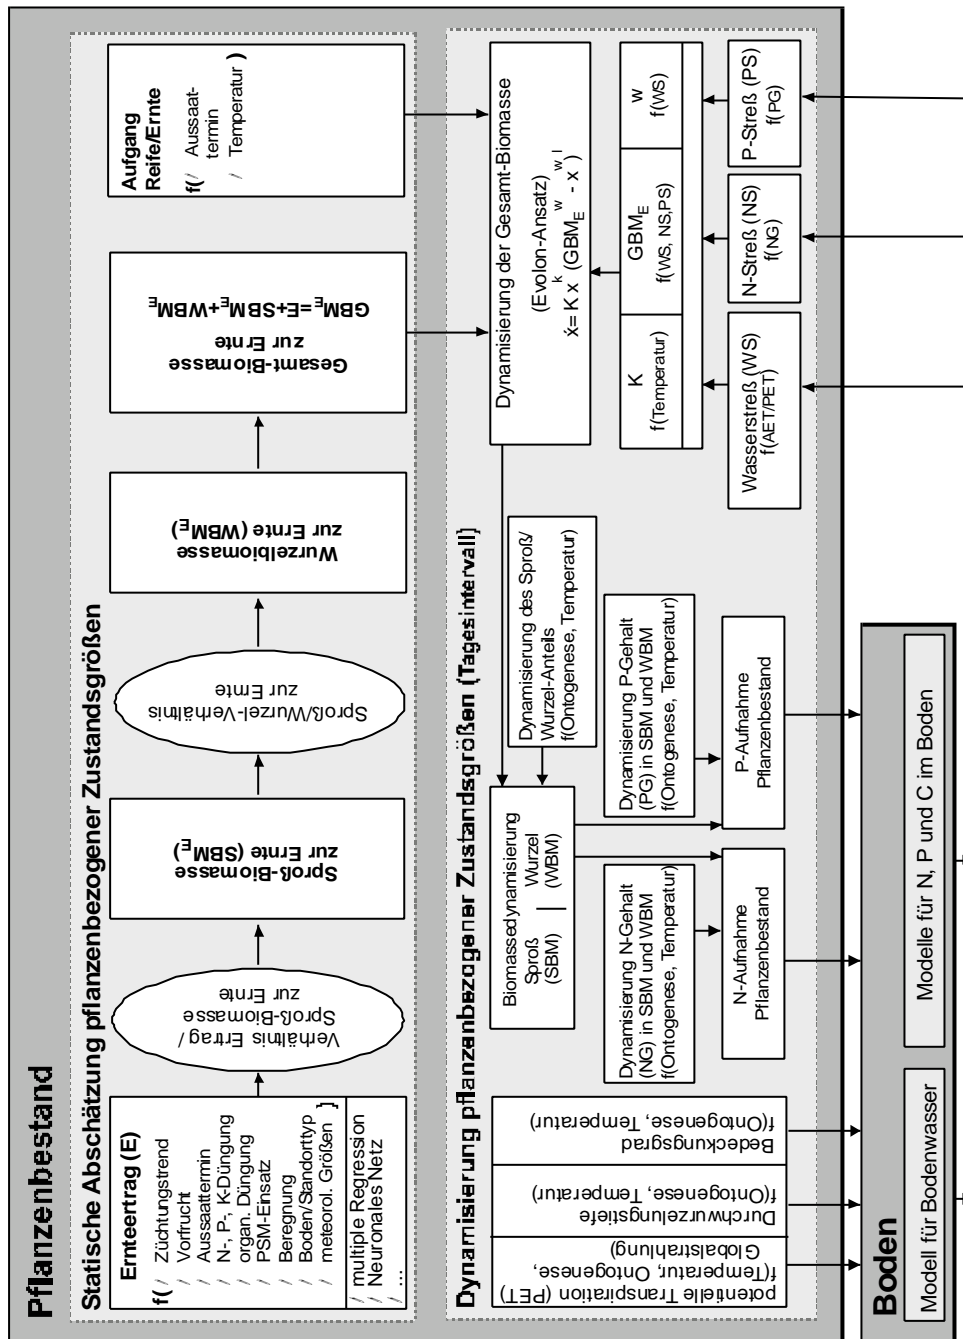 Pflanzenbestand
Statische Abschätzung pflanzenbezogener Zustandsgrößen
Ernteertrag (E)
f( / Züchtungstrend
/ Vorfrucht
/ Aussaattermin
/ N-, P-, K-Düngung
/ organ. Düngung
/ PSM-Einsatz
/ Beregnung
/ Boden/Standorttyp
/ meteorol. Größen )
/ multiple Regression
/ Neuronales Netz
/ ...
Verhältnis Ertrag /
Sproß-Biomasse
zur Ernte
Sproß-Biomasse
zur Ernte (SBM_E)
Sproß/Wurzel-Verhältnis
zur Ernte
Wurzelbiomasse
zur Ernte (WBM_E)
Gesamt-Biomasse
zur Ernte
GBM_E=E+SBM_E+WBM_E
Aufgang
Reife/Ernte
f( / Aussaat-
termin
/ Temperatur )
Dynamisierung pflanzenbezogener Zustandsgrößen (Tagesintervall)
potentielle Transpiration (PET)
f(Temperatur, Ontogenese,
Globalstrahlung)
Durchwurzelungstiefe
f(Ontogenese, Temperatur)
Bedeckungsgrad
f(Ontogenese, Temperatur)
Biomassedynamisierung
Sproß | Wurzel
(SBM) (WBM)
Dynamisierung des Sproß/
Wurzel-Anteils
f(Ontogenese, Temperatur)
Dynamisierung N-Gehalt
(NG) in SBM und WBM
f(Ontogenese, Temperatur)
Dynamisierung P-Gehalt
(PG) in SBM und WBM
f(Ontogenese, Temperatur)
N-Aufnahme
Pflanzenbestand
P-Aufnahme
Pflanzenbestand
Dynamisierung der Gesamt-Biomasse
(Evolon-Ansatz)
ẋ= K x^k (GBM_E^w - x^w)^l
K
f(Temperatur)
GBM_E
f(WS, NS,PS)
w
f(WS)
Wasserstreß (WS)
f(AET/PET)
N-Streß (NS)
f(NG)
P-Streß (PS)
f(PG)
Boden
Modell für Bodenwasser
Modelle für N, P und C im Boden